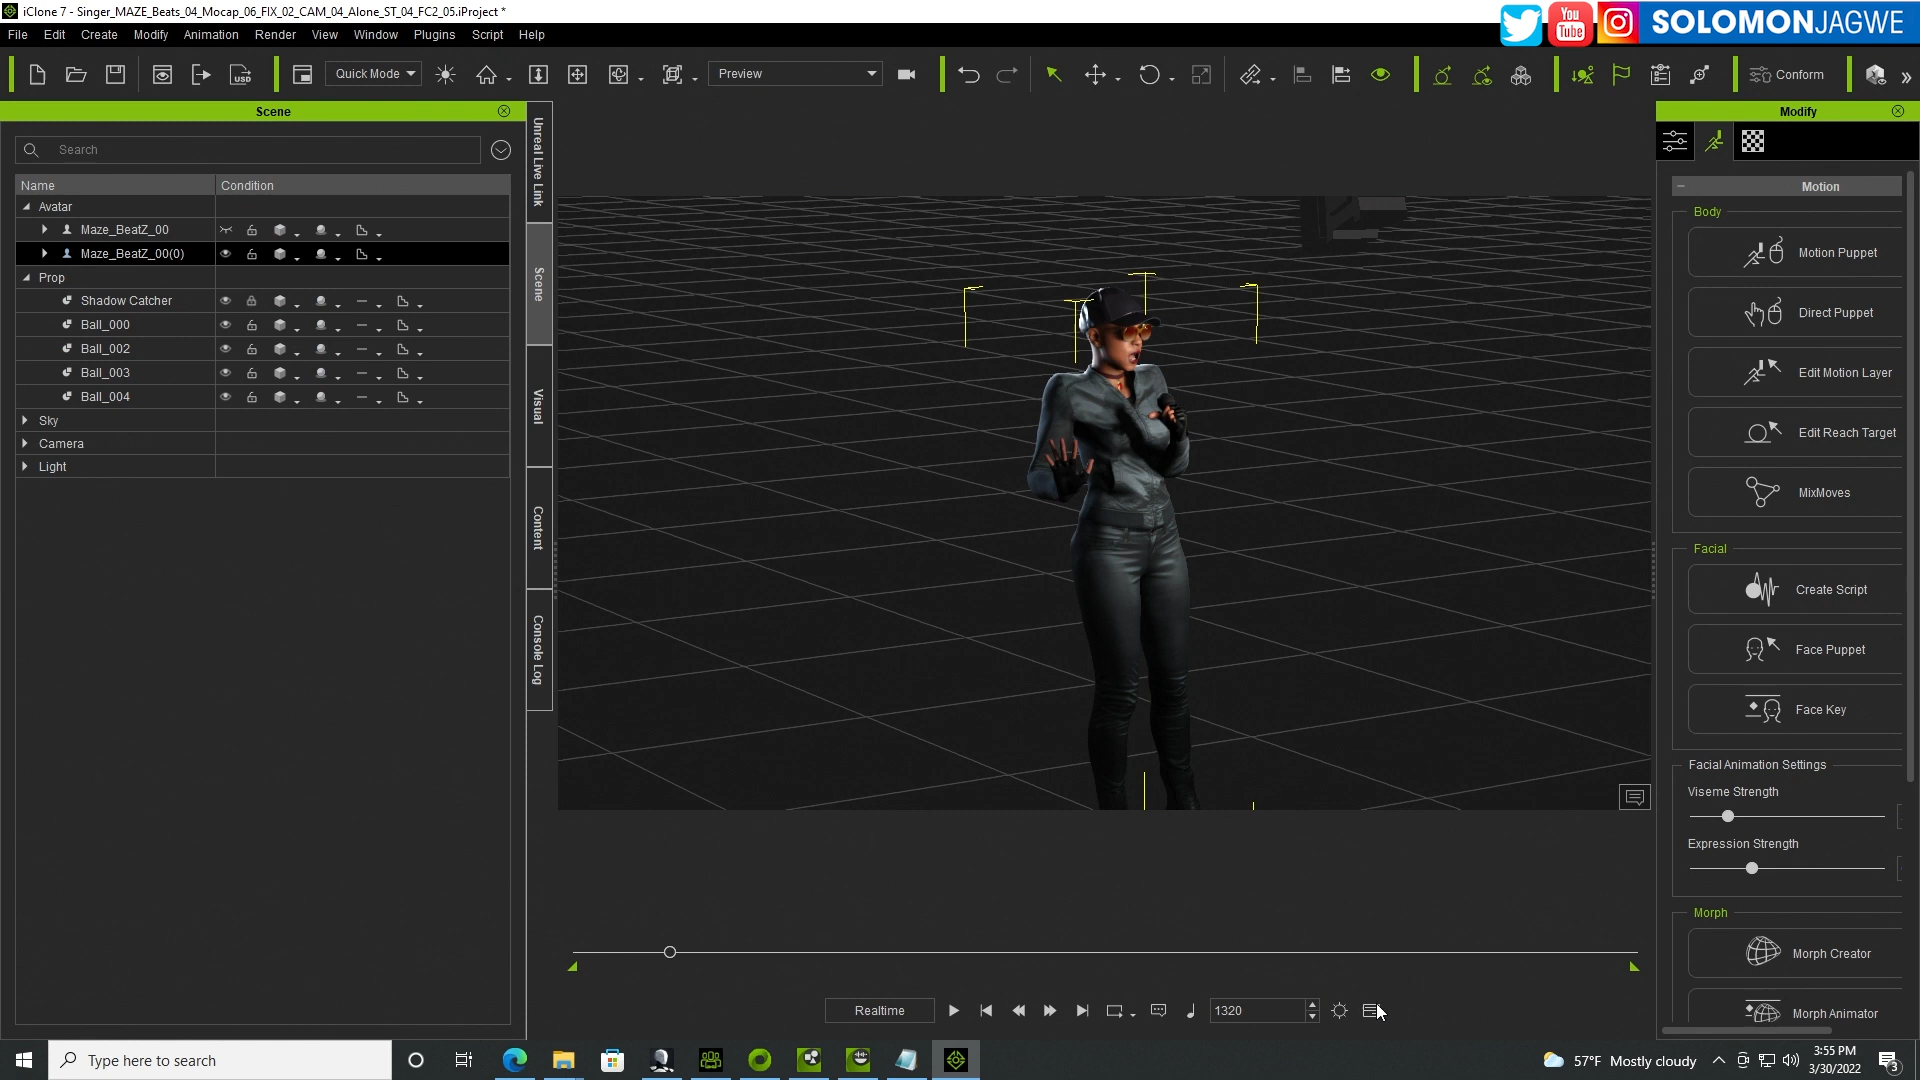 iClone 7 - Singer_MAZE_Beats_04_Mocap_06_FIX_02_CAM_04_Alone_ST_04_FC2_05.iProject *
You Tube
SOLOMONJAGWE
File Edit Create Modify Animation Render View Window Plugins Script Help
USD
Quick Mode
Preview
Conform
Scene
Search
Name Condition
Avatar
Maze_BeatZ_00
Maze_BeatZ_00(0)
Prop
Shadow Catcher
Ball_000
Ball_002
Ball_003
Ball_004
Sky
Camera
Light
Unreal Live Link
Scene
Visual
Content
Console Log
Modify
Motion
Body
Motion Puppet
Direct Puppet
Edit Motion Layer
Edit Reach Target
MixMoves
Facial
Create Script
Face Puppet
Face Key
Facial Animation Settings
Viseme Strength
Expression Strength
Morph
Morph Creator
Morph Animator
Realtime
1320
Type here to search
57°F Mostly cloudy
3:55 PM
3/30/2022
3